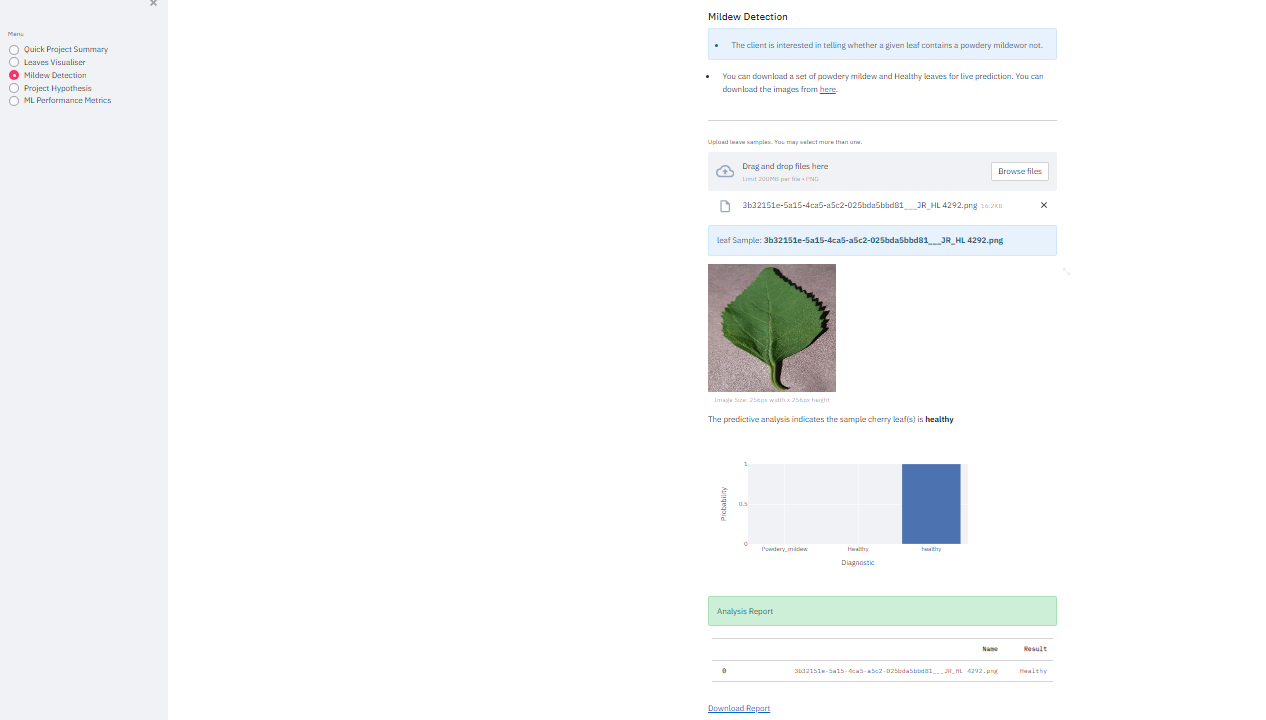 ×
Menu
Quick Project Summary
Leaves Visualiser
Mildew Detection
Project Hypothesis
ML Performance Metrics
Mildew Detection
• The client is interested in telling whether a given leaf contains a powdery mildewor not.
• You can download a set of powdery mildew and Healthy leaves for live prediction. You can
download the images from here.
Upload leave samples. You may select more than one.
Drag and drop files here
Limit 200MB per file • PNG
Browse files
3b32151e-5a15-4ca5-a5c2-025bda5bbd81___JR_HL 4292.png 16.2KB
leaf Sample: 3b32151e-5a15-4ca5-a5c2-025bda5bbd81___JR_HL 4292.png
Image Size: 256px width x 256px height
The predictive analysis indicates the sample cherry leaf(s) is healthy
1
0.5
0
Probability
Powdery_mildew Healthy healthy
Diagnostic
Analysis Report
Name Result
0 3b32151e-5a15-4ca5-a5c2-025bda5bbd81___JR_HL 4292.png Healthy
Download Report